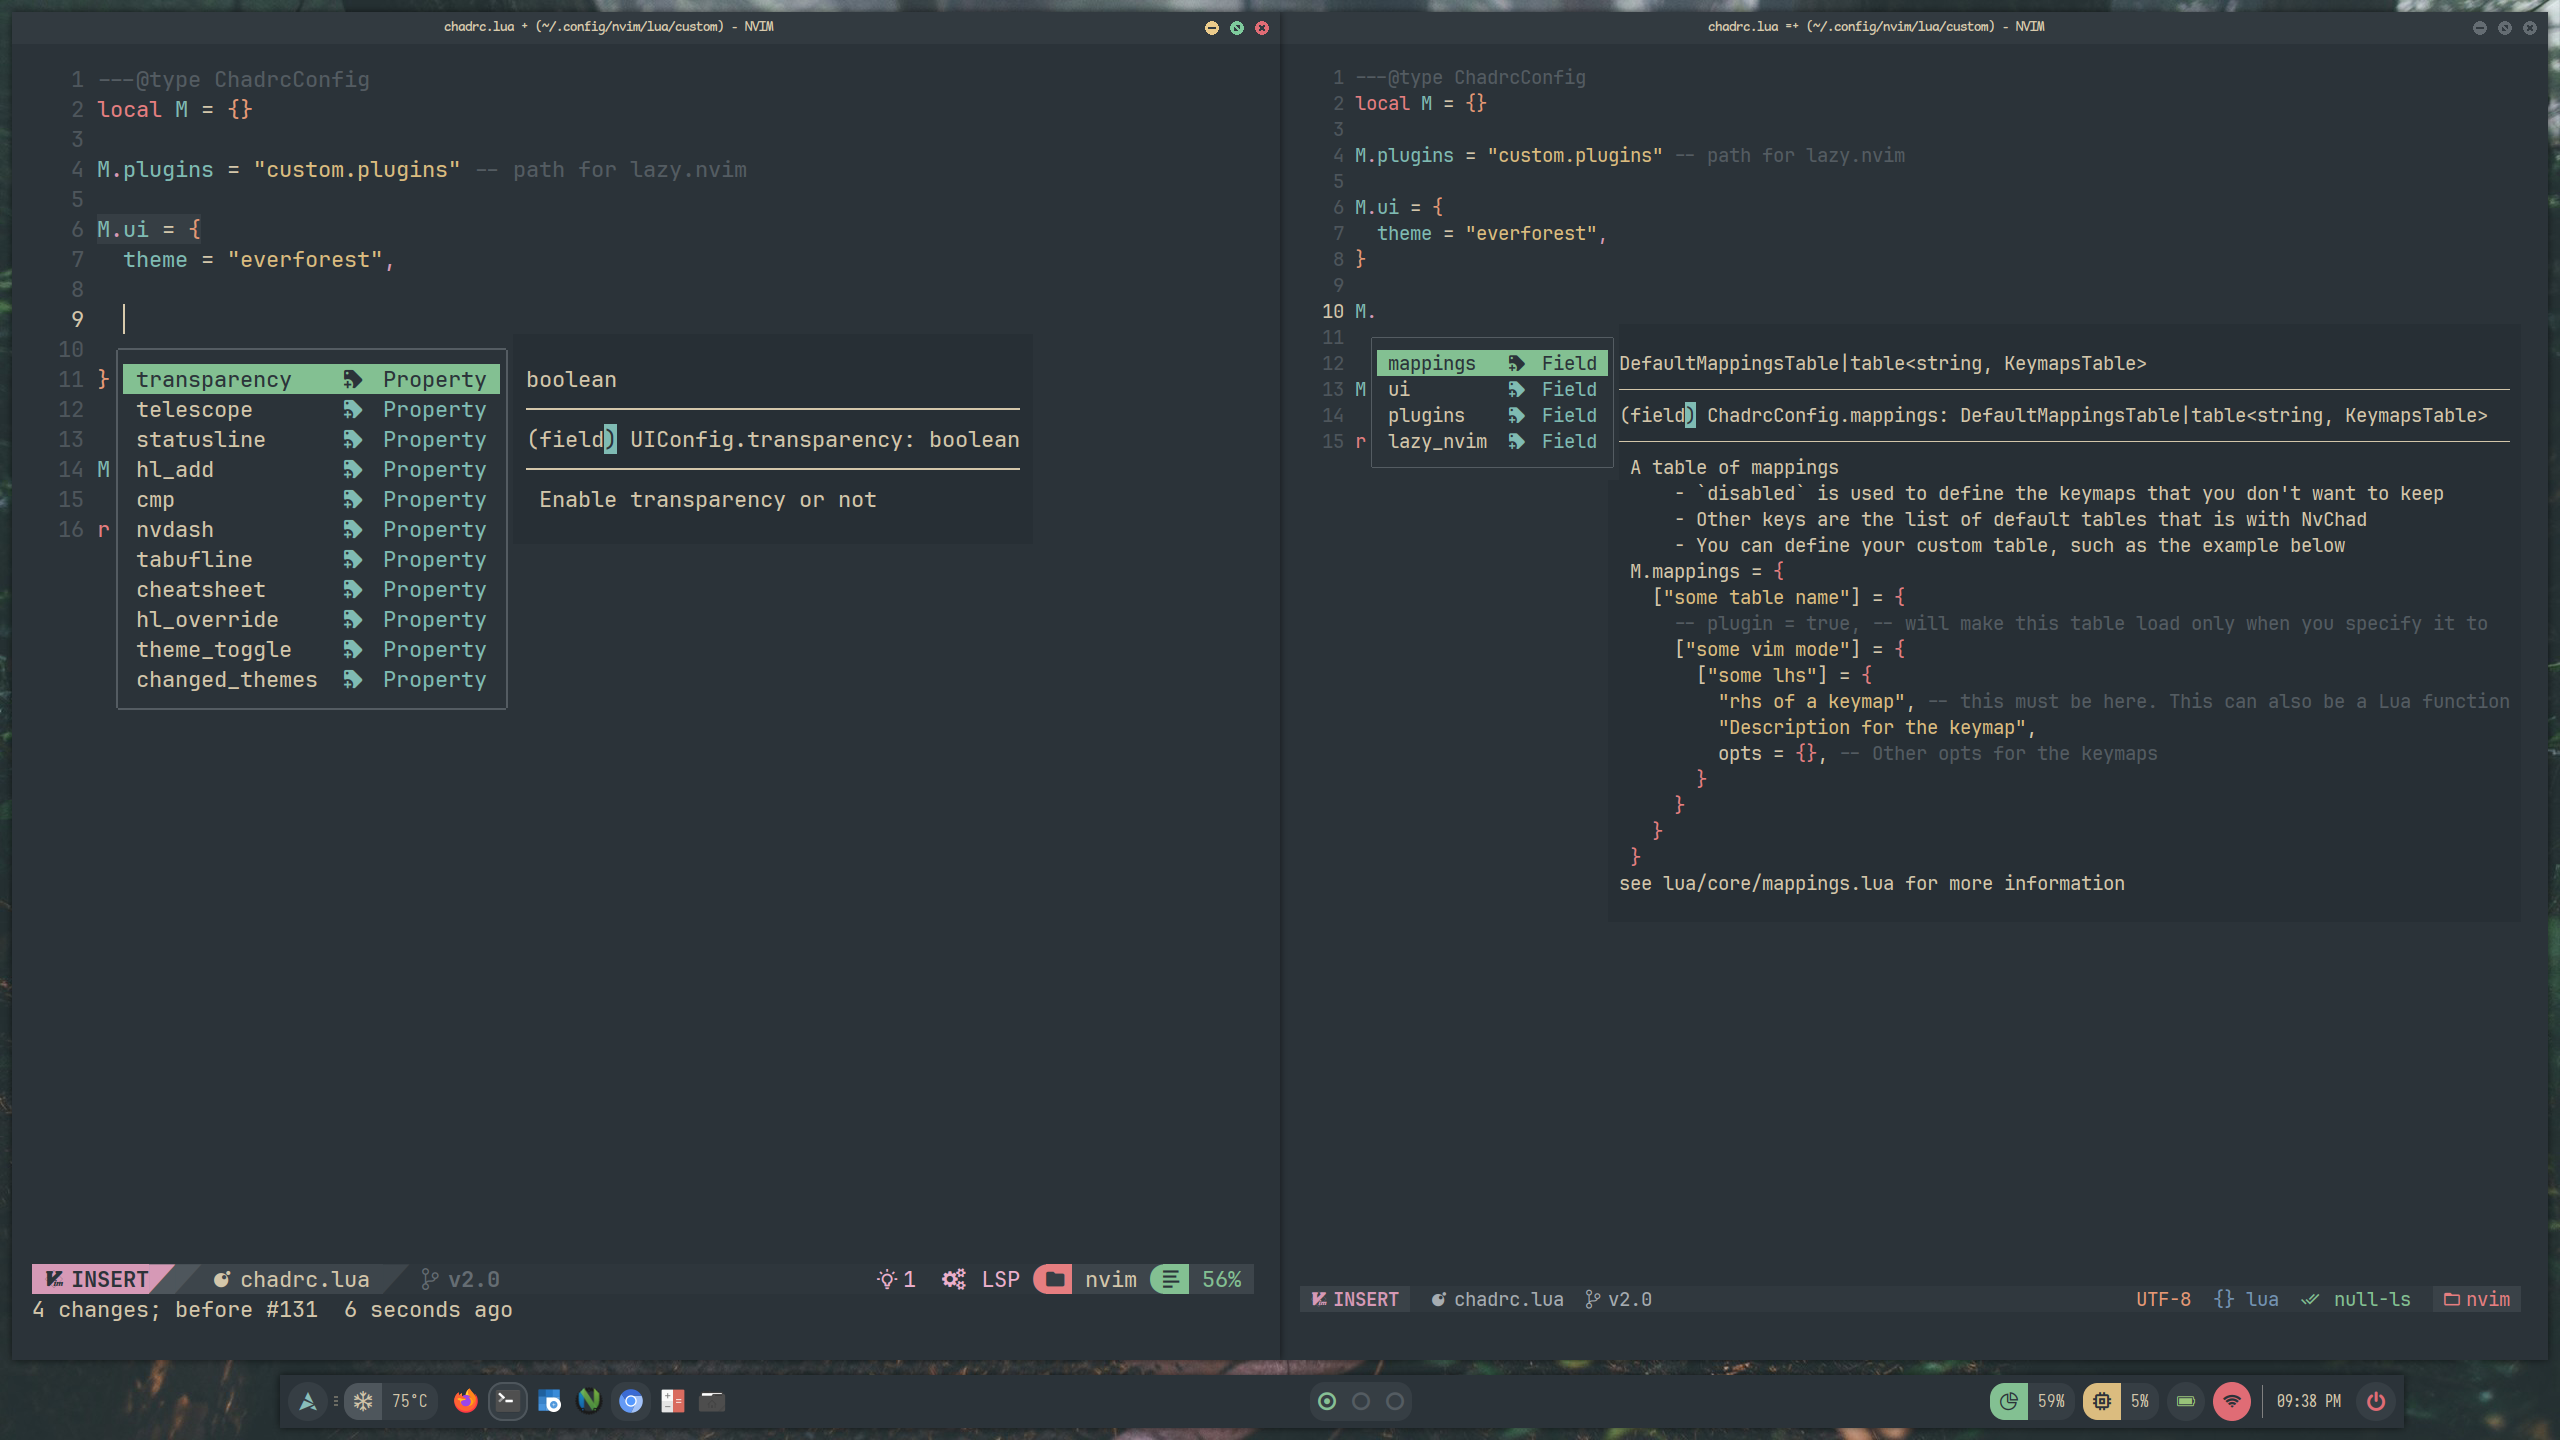 chadrc.lua + (~/.config/nvim/lua/custom) - NVIM
1 ---@type ChadrcConfig
2 local M = {}
3
4 M.plugins = "custom.plugins" -- path for lazy.nvim
5
6 M.ui = {
7 theme = "everforest",
8
9
10
11 }
12
13
14 M
15
16 r
transparency Property
telescope Property
statusline Property
hl_add Property
cmp Property
nvdash Property
tabufline Property
cheatsheet Property
hl_override Property
theme_toggle Property
changed_themes Property
boolean
(field) UIConfig.transparency: boolean
Enable transparency or not
INSERT chadrc.lua v2.0 1 LSP nvim 56%
4 changes; before #131 6 seconds ago
chadrc.lua =+ (~/.config/nvim/lua/custom) - NVIM
1 ---@type ChadrcConfig
2 local M = {}
3
4 M.plugins = "custom.plugins" -- path for lazy.nvim
5
6 M.ui = {
7 theme = "everforest",
8 }
9
10 M.
11
12
13 M
14
15 r
mappings Field
ui Field
plugins Field
lazy_nvim Field
DefaultMappingsTable|table<string, KeymapsTable>
(field) ChadrcConfig.mappings: DefaultMappingsTable|table<string, KeymapsTable>
A table of mappings
- `disabled` is used to define the keymaps that you don't want to keep
- Other keys are the list of default tables that is with NvChad
- You can define your custom table, such as the example below
M.mappings = {
["some table name"] = {
-- plugin = true, -- will make this table load only when you specify it to
["some vim mode"] = {
["some lhs"] = {
"rhs of a keymap", -- this must be here. This can also be a Lua function
"Description for the keymap",
opts = {}, -- Other opts for the keymaps
}
}
}
}
see lua/core/mappings.lua for more information
INSERT chadrc.lua v2.0 UTF-8 {} lua null-ls nvim
75°C 59% 5% 09:38 PM